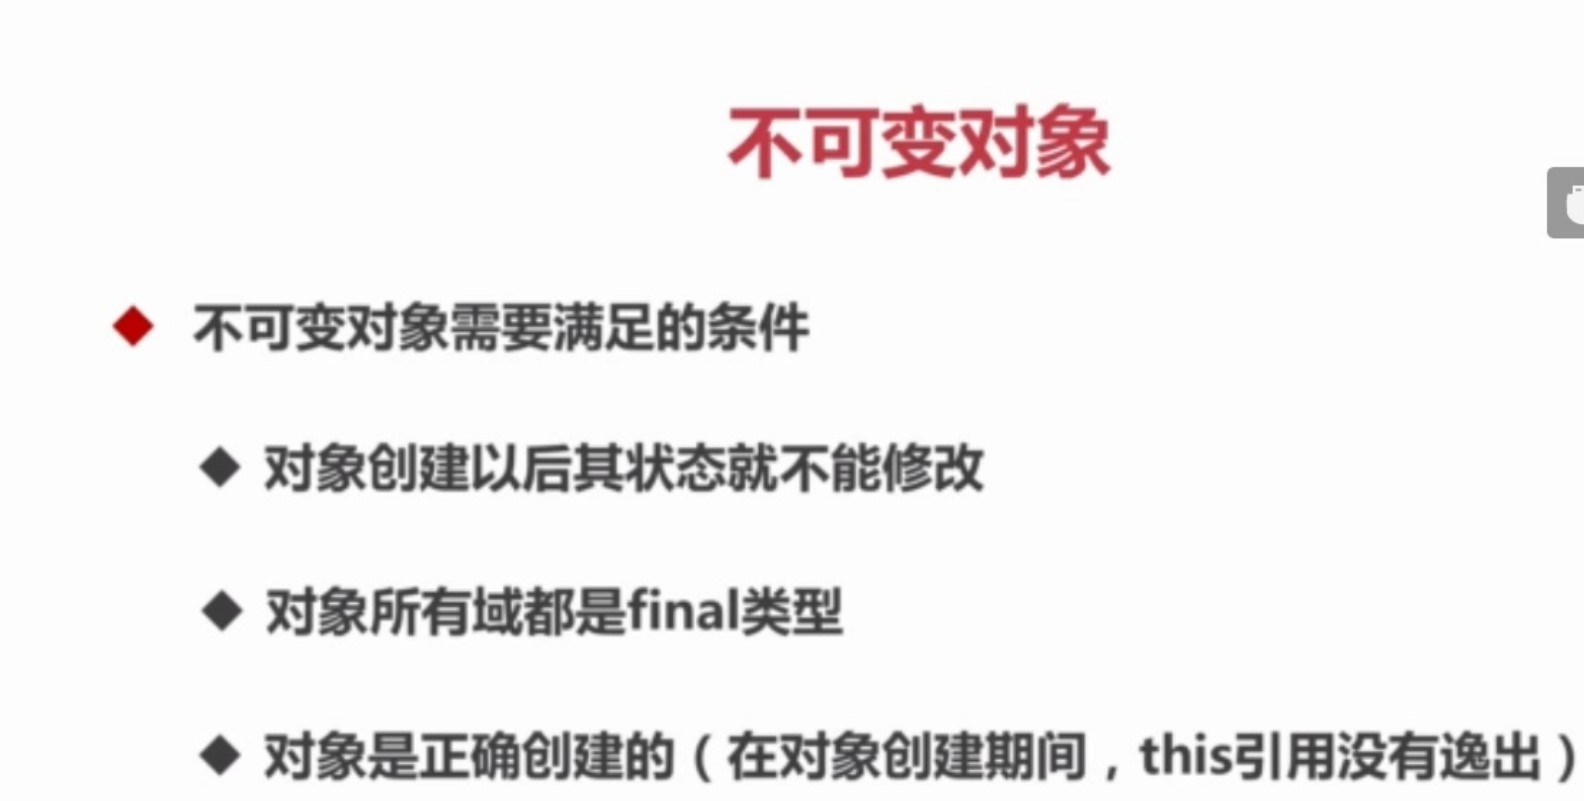 不可变对象
不可变对象需要满足的条件
对象创建以后其状态就不能修改
对象所有域都是final类型
对象是正确创建的（在对象创建期间，this引用没有逸出）